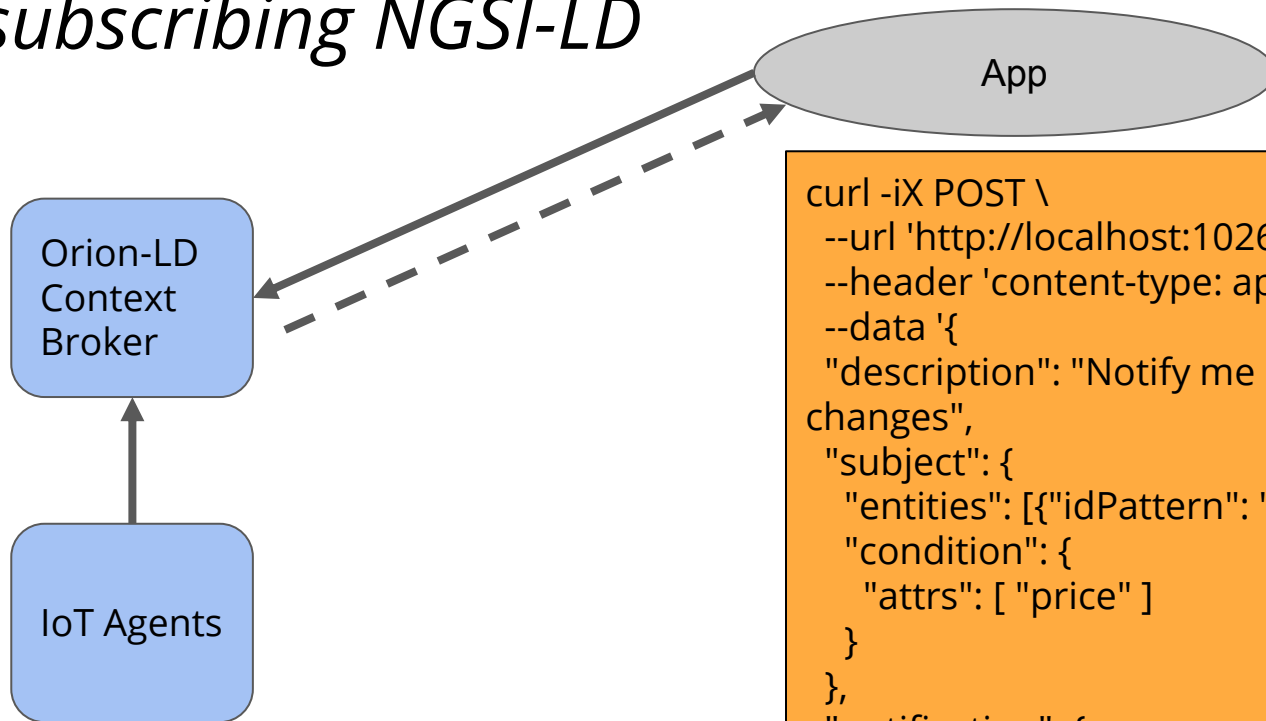 subscribing NGSI-LD
App
Orion-LD
Context
Broker
IoT Agents
curl -iX POST \
--url 'http://localhost:1026
--header 'content-type: ap
--data '{
"description": "Notify me
changes",
"subject": {
"entities": [{"idPattern": "
"condition": {
"attrs": [ "price" ]
}
},